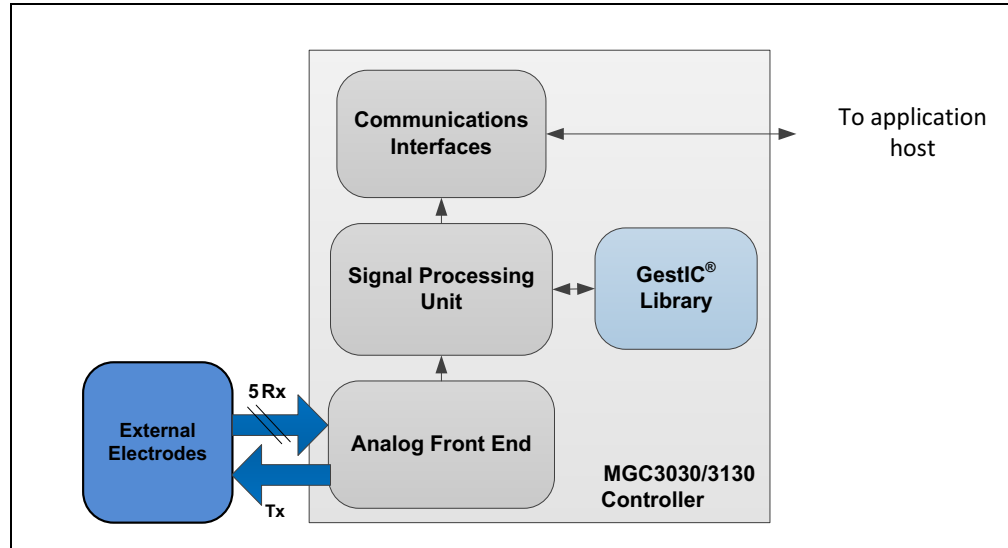 Communications
Interfaces
To application
host
Signal Processing
Unit
GestIC®
Library
5 Rx
External
Electrodes
Analog Front End
Tx
MGC3030/3130
Controller